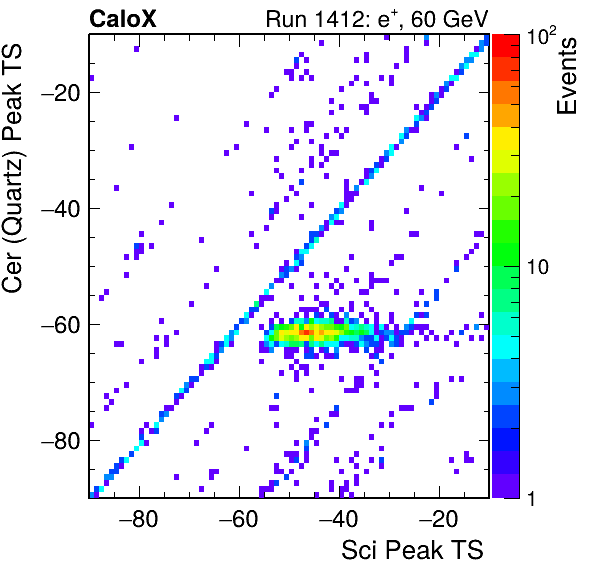 CaloX Run 1412: e+, 60 GeV
Cer (Quartz) Peak TS
−20
−40
−60
−80
−80 −60 −40 −20
Sci Peak TS
10²
10
1
Events